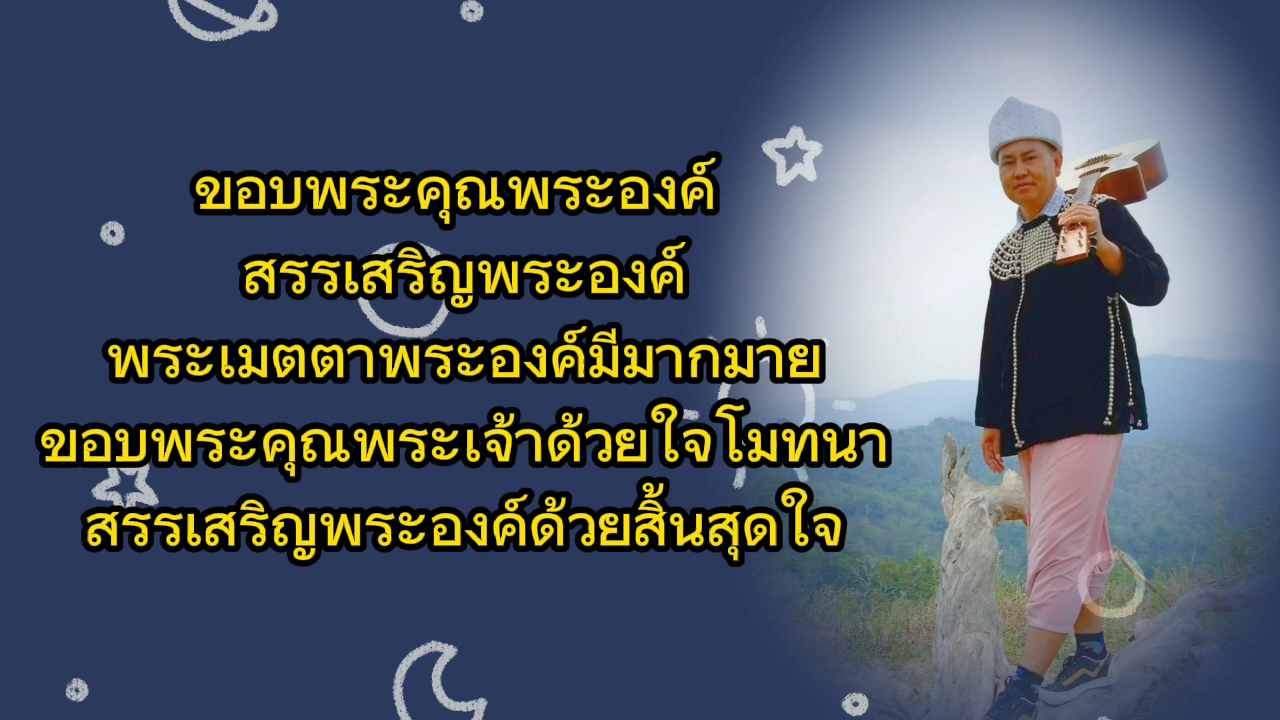 ขอบพระคุณพระองค์
สรรเสริญพระองค์
พระเมตตาพระองค์มีมากมาย
ขอบพระคุณพระเจ้าด้วยใจโมทนา
สรรเสริญพระองค์ด้วยสิ้นสุดใจ